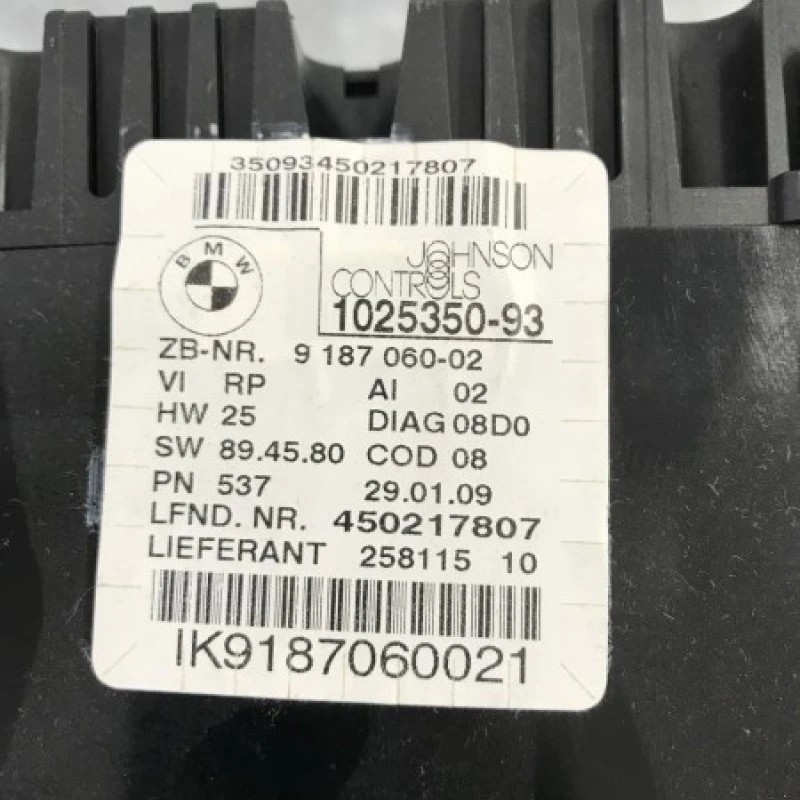 35093450217807
BMW
JOHNSON
CONTROLS
1025350-93
ZB-NR. 9 187 060-02
VI RP AI 02
HW 25 DIAG 08D0
SW 89.45.80 COD 08
PN 537 29.01.09
LFND. NR. 450217807
LIEFERANT 258115 10
IK9187060021